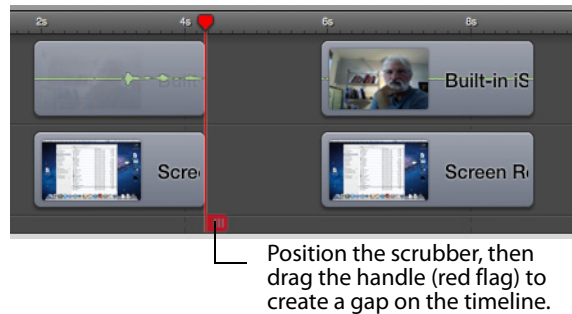 2s 4s 6s 8s
Built-in iS
Scre
Screen R
Position the scrubber, then
drag the handle (red flag) to
create a gap on the timeline.